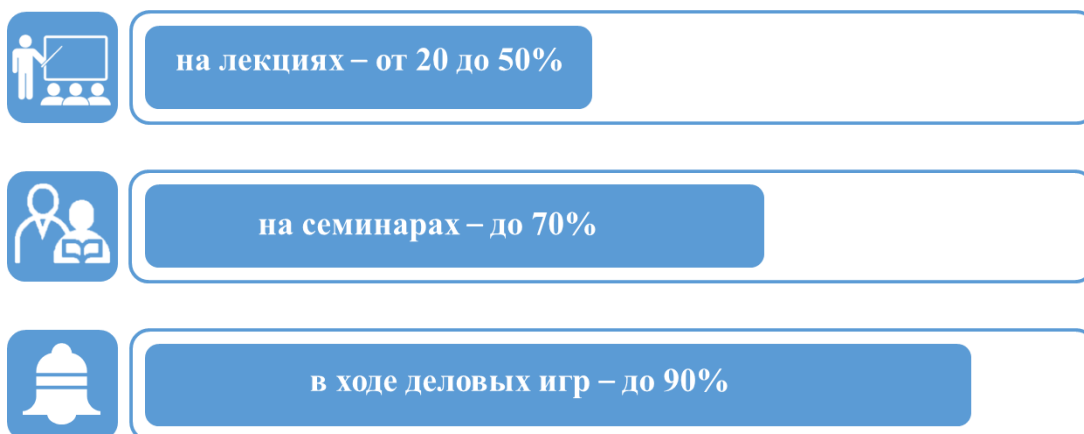 на лекциях – от 20 до 50%
на семинарах – до 70%
в ходе деловых игр – до 90%